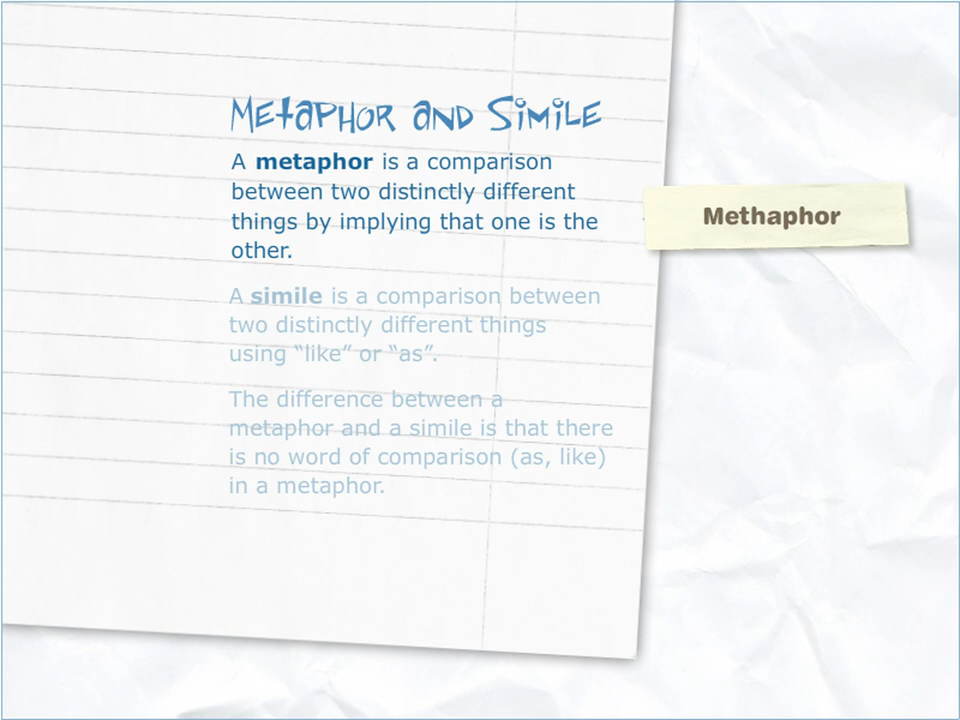 Metaphor and Simile
A metaphor is a comparison
between two distinctly different
things by implying that one is the
other.
A simile is a comparison between
two distinctly different things
using “like” or “as”.
The difference between a
metaphor and a simile is that there
is no word of comparison (as, like)
in a metaphor.
Methaphor